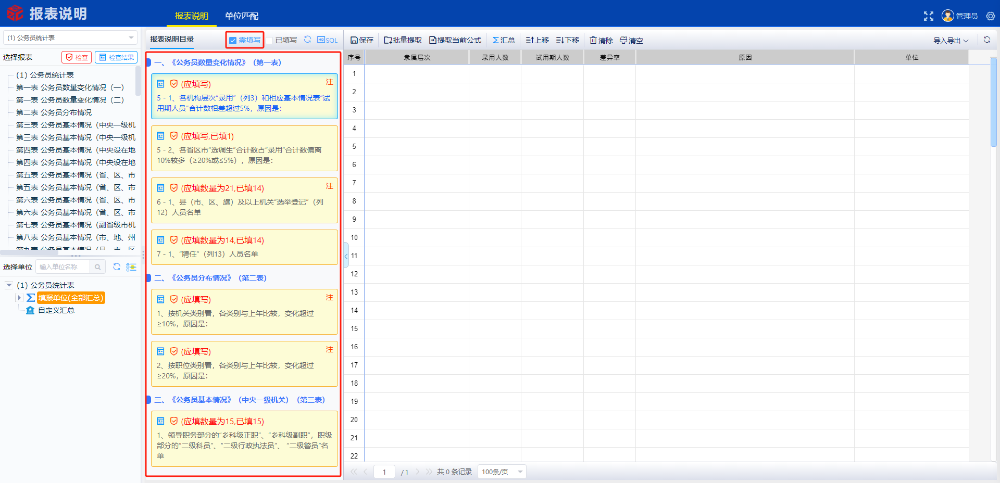 报表说明
报表说明
单位匹配
管理员
(1) 公务员统计表
选择报表
检查
检查结果
(1) 公务员统计表
第一表 公务员数量变化情况（一）
第一表 公务员数量变化情况（二）
第二表 公务员分布情况
第三表 公务员基本情况（中央一级机
第三表 公务员基本情况（中央一级机
第四表 公务员基本情况（中央设在地
第四表 公务员基本情况（中央设在地
第五表 公务员基本情况（省、区、市
第五表 公务员基本情况（省、区、市
第六表 公务员基本情况（省、区、市
第六表 公务员基本情况（省、区、市
第七表 公务员基本情况（副省级市机
第八表 公务员基本情况（市、地、州
第九表 公务员基本情况（县、市、区
选择单位
输入单位名称
(1) 公务员统计表
填报单位(全部汇总)
自定义汇总
报表说明目录
需填写
已填写
SQL
一、《公务员数量变化情况》（第一表）
(应填写)
注
5 - 1、各机构层次“录用”（列3）和相应基本情况表“试
用期人员”合计数相差超过5%，原因是：
(应填写,已填1)
5 - 2、各省区市“选调生”合计数占“录用”合计数偏离
10%较多（≥20%或≤5%），原因是：
(应填数量为21,已填14)
注
6 - 1、县（市、区、旗）及以上机关“选举登记”（列
12）人员名单
(应填数量为14,已填14)
7 - 1、“聘任”（列13）人员名单
二、《公务员分布情况》（第二表）
(应填写)
注
1、按机关类别看，各类别与上年比较，变化超过
≥10%，原因是：
(应填写)
注
2、按职位类别看，各类别与上年比较，变化超过
≥20%，原因是：
三、《公务员基本情况》（中央一级机关）（第三表）
(应填数量为15,已填15)
1、领导职务部分的“乡科级正职”、“乡科级副职”，职级
部分的“二级科员”、“二级行政执法员”、“二级警员”名
单
保存
批量提取
提取当前公式
汇总
上移
下移
清除
清空
导入导出
序号
隶属层次
录用人数
试用期人数
差异率
原因
单位
1
2
3
4
5
6
7
8
9
10
11
12
13
14
15
16
17
18
19
20
21
22
1
/ 1
共 0 条记录
100条/页